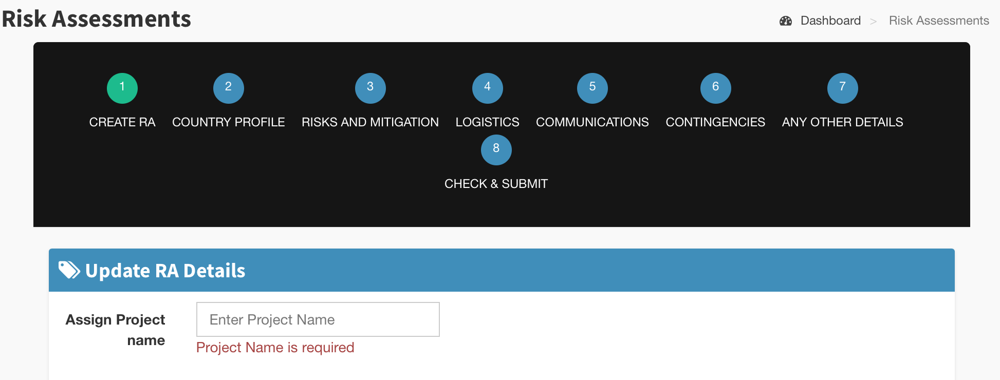 Risk Assessments
Dashboard > Risk Assessments
1 2 3 4 5 6 7
CREATE RA COUNTRY PROFILE RISKS AND MITIGATION LOGISTICS COMMUNICATIONS CONTINGENCIES ANY OTHER DETAILS
8
CHECK & SUBMIT
Update RA Details
Assign Project
name
Enter Project Name
Project Name is required